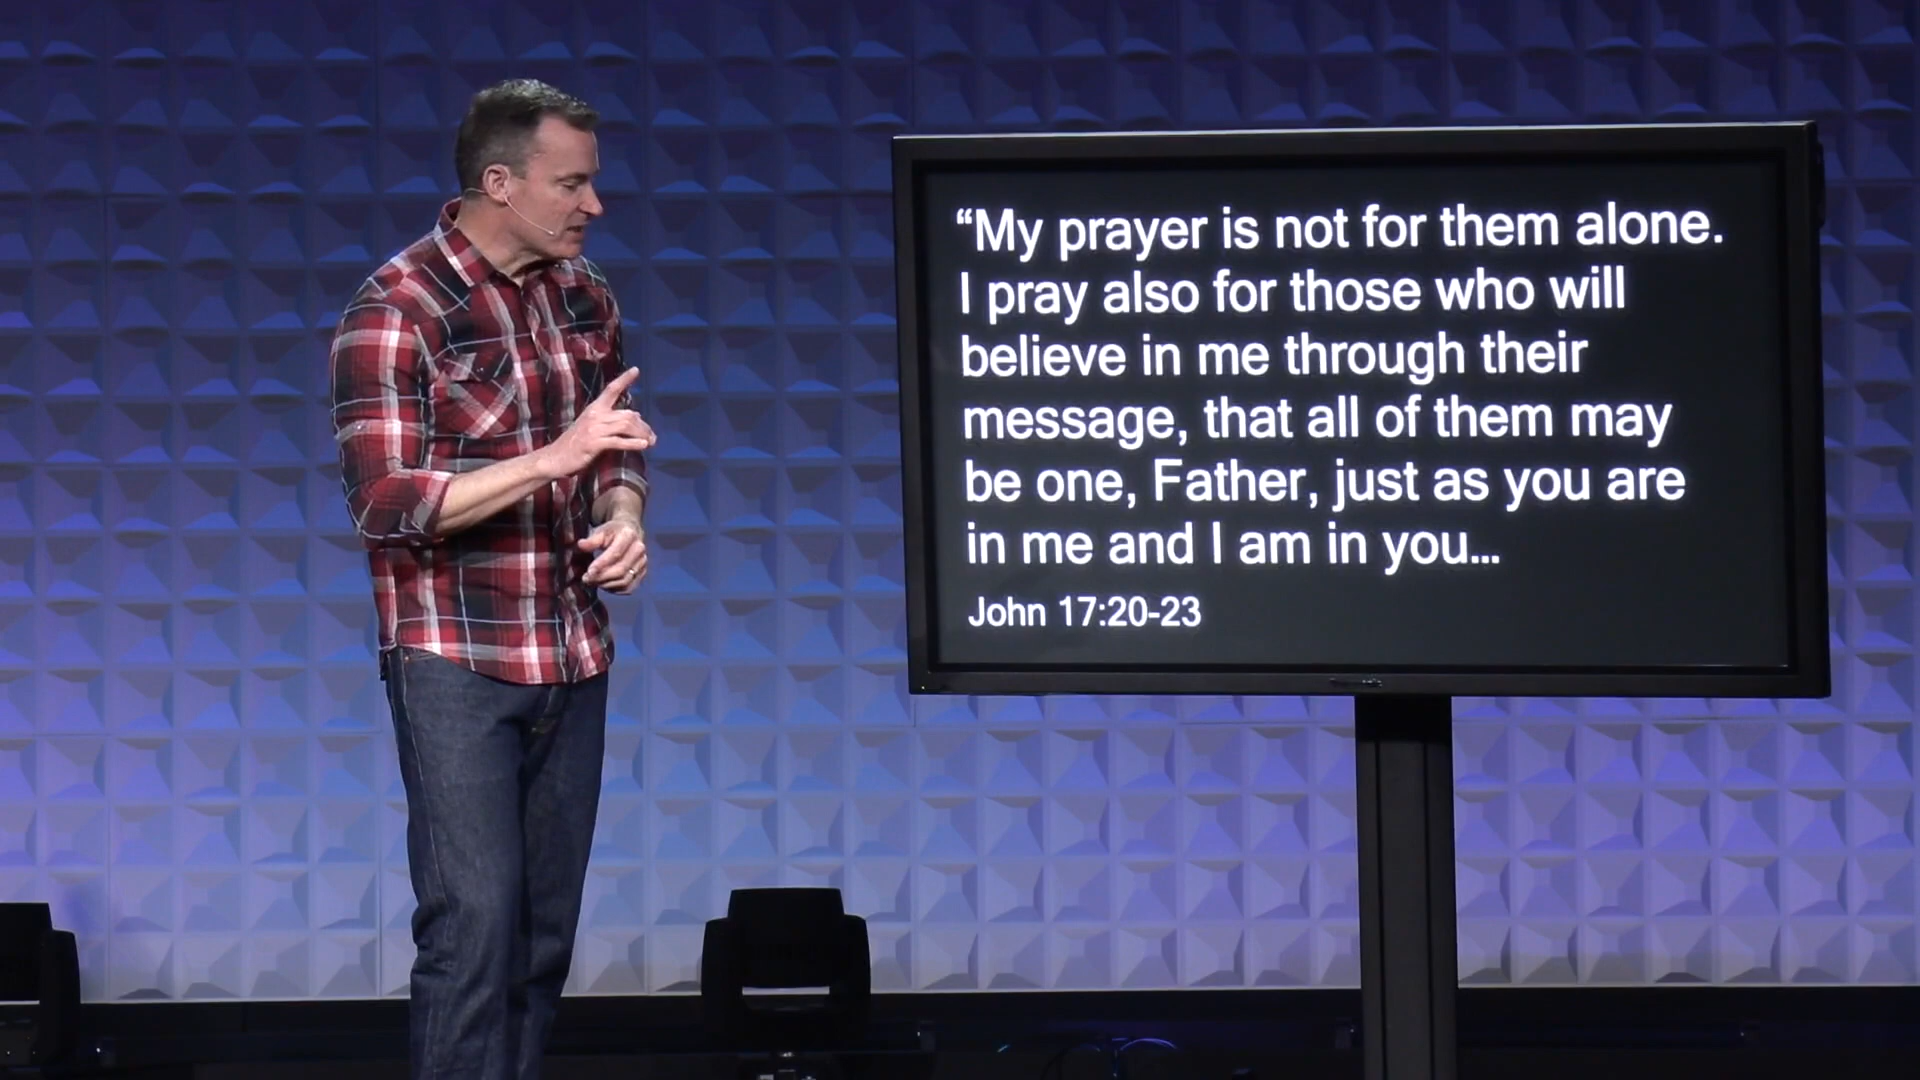 “My prayer is not for them alone.
I pray also for those who will
believe in me through their
message, that all of them may
be one, Father, just as you are
in me and I am in you...
John 17:20-23